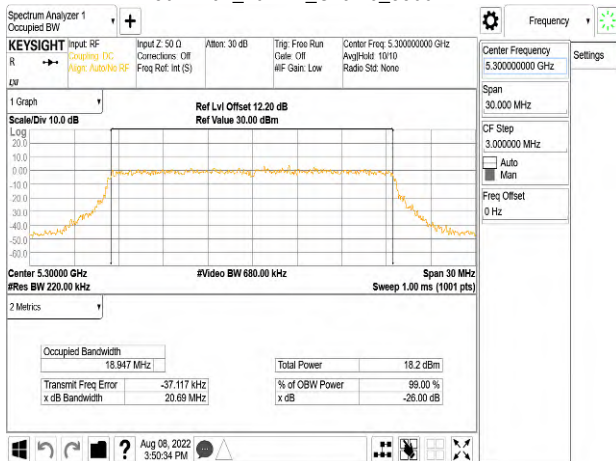 Spectrum Analyzer 1
Occupied BW
Frequency
KEYSIGHT
R
Input: RF
Coupling: DC
Align: Auto/No RF
Input Z: 50 Ω
Corrections: Off
Freq Ref: Int (S)
Atten: 30 dB
Trig: Free Run
Gate: Off
#IF Gain: Low
Center Freq: 5.300000000 GHz
Avg|Hold: 10/10
Radio Std: None
Center Frequency
5.300000000 GHz
Settings
Span
30.000 MHz
CF Step
3.000000 MHz
Auto
Man
Freq Offset
0 Hz
1 Graph
Scale/Div 10.0 dB
Ref Lvl Offset 12.20 dB
Ref Value 30.00 dBm
Log
20.0
10.0
0.00
-10.0
-20.0
-30.0
-40.0
-50.0
-60.0
Center 5.30000 GHz
#Res BW 220.00 kHz
#Video BW 680.00 kHz
Span 30 MHz
Sweep 1.00 ms (1001 pts)
2 Metrics
Occupied Bandwidth
18.947 MHz
Total Power 18.2 dBm
Transmit Freq Error -37.117 kHz
% of OBW Power 99.00 %
x dB Bandwidth 20.69 MHz
x dB -26.00 dB
Aug 08, 2022
3:50:34 PM